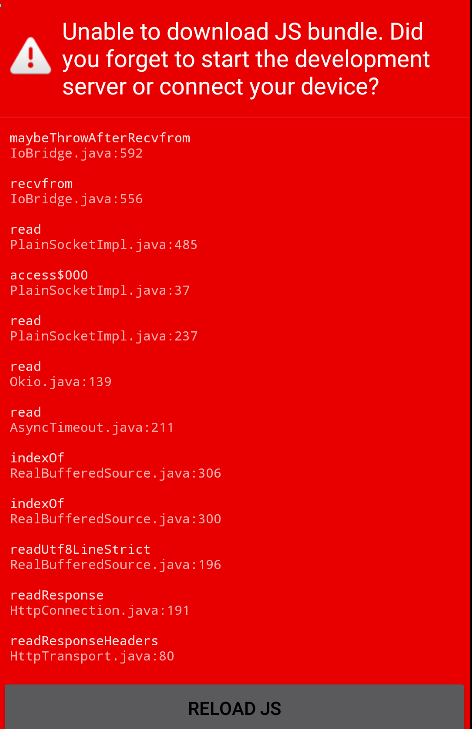 Unable to download JS bundle. Did
you forget to start the development
server or connect your device?
maybeThrowAfterRecvfrom
IoBridge.java:592
recvfrom
IoBridge.java:556
read
PlainSocketImpl.java:485
access$000
PlainSocketImpl.java:37
read
PlainSocketImpl.java:237
read
Okio.java:139
read
AsyncTimeout.java:211
indexOf
RealBufferedSource.java:306
indexOf
RealBufferedSource.java:300
readUtf8LineStrict
RealBufferedSource.java:196
readResponse
HttpConnection.java:191
readResponseHeaders
HttpTransport.java:80
RELOAD JS